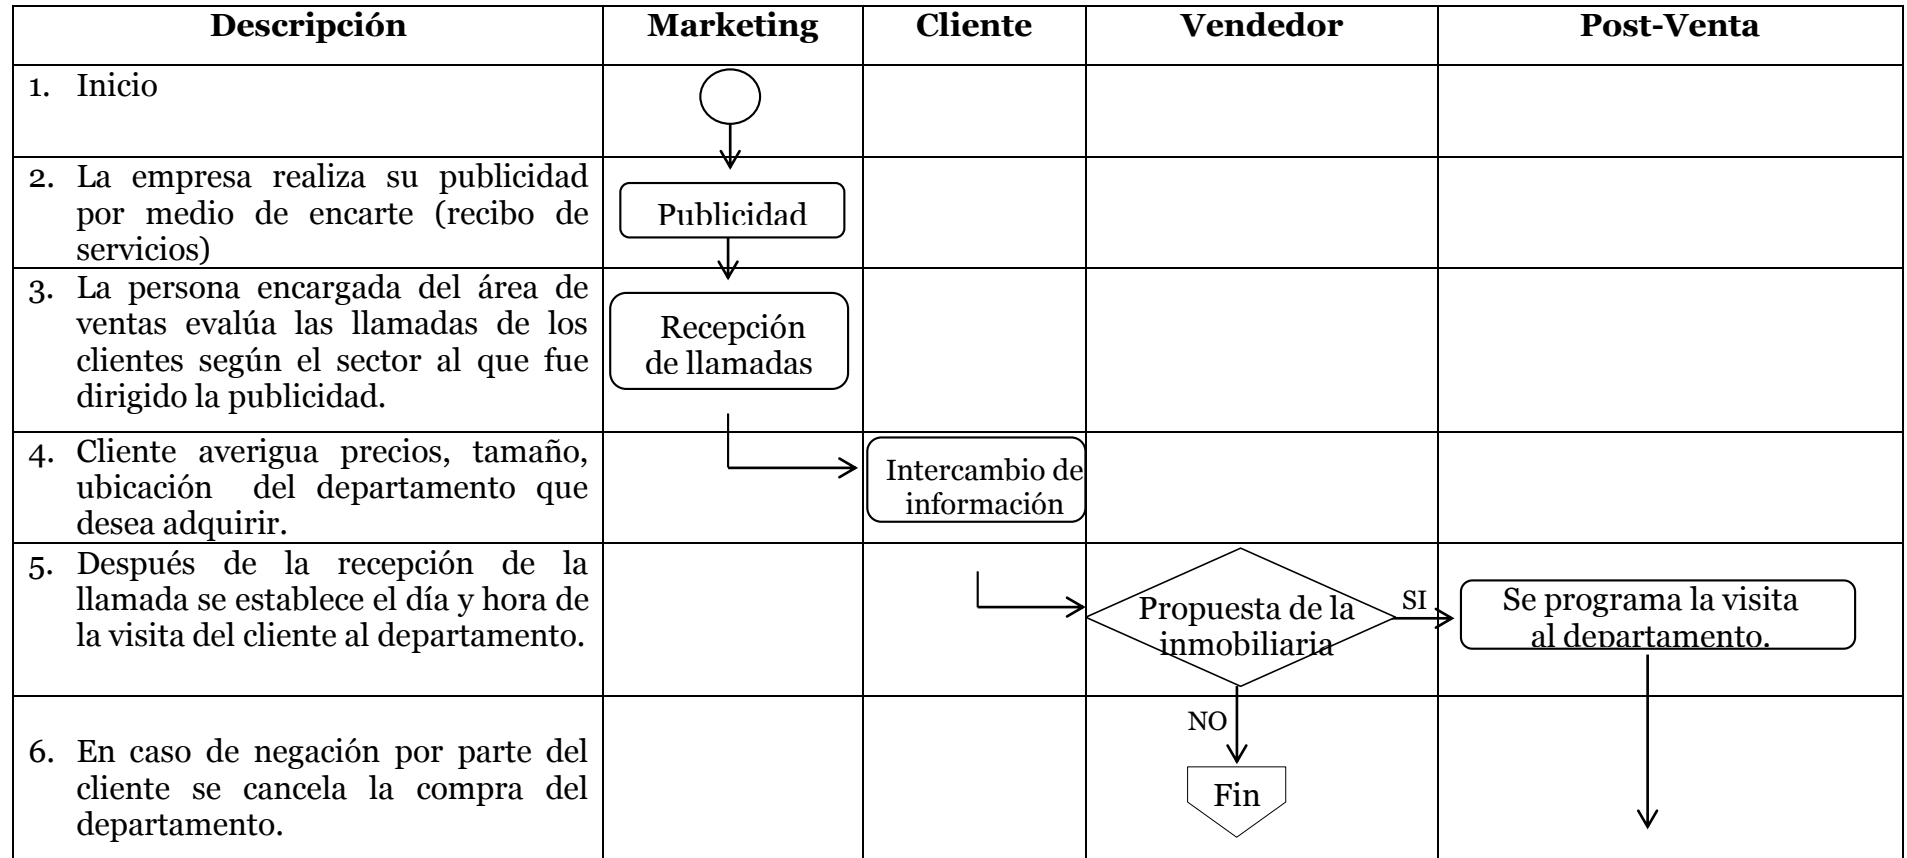 Descripción Marketing Cliente Vendedor Post-Venta
1. Inicio
2. La empresa realiza su publicidad
por medio de encarte (recibo de
servicios)
Publicidad
3. La persona encargada del área de
ventas evalúa las llamadas de los
clientes según el sector al que fue
dirigido la publicidad.
Recepción
de llamadas
4. Cliente averigua precios, tamaño,
ubicación del departamento que
desea adquirir.
Intercambio de
información
5. Después de la recepción de la
llamada se establece el día y hora de
la visita del cliente al departamento.
Propuesta de la
inmobiliaria
SI
Se programa la visita
al departamento.
NO
6. En caso de negación por parte del
cliente se cancela la compra del
departamento.
Fin